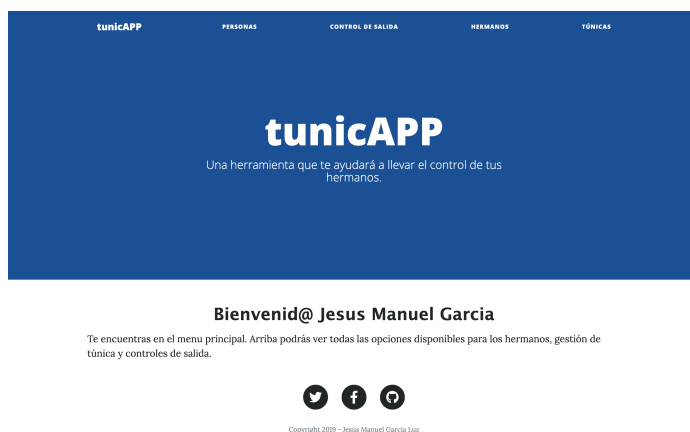 tunicAPP PERSONAS CONTROL DE SALIDA HERMANOS TÚNICAS
tunicAPP
Una herramienta que te ayudará a llevar el control de tus
hermanos.
Bienvenid@ Jesus Manuel Garcia
Te encuentras en el menu principal. Arriba podrás ver todas las opciones disponibles para los hermanos, gestión de
túnica y controles de salida.
Copyright 2019 - Jesús Manuel García Luz